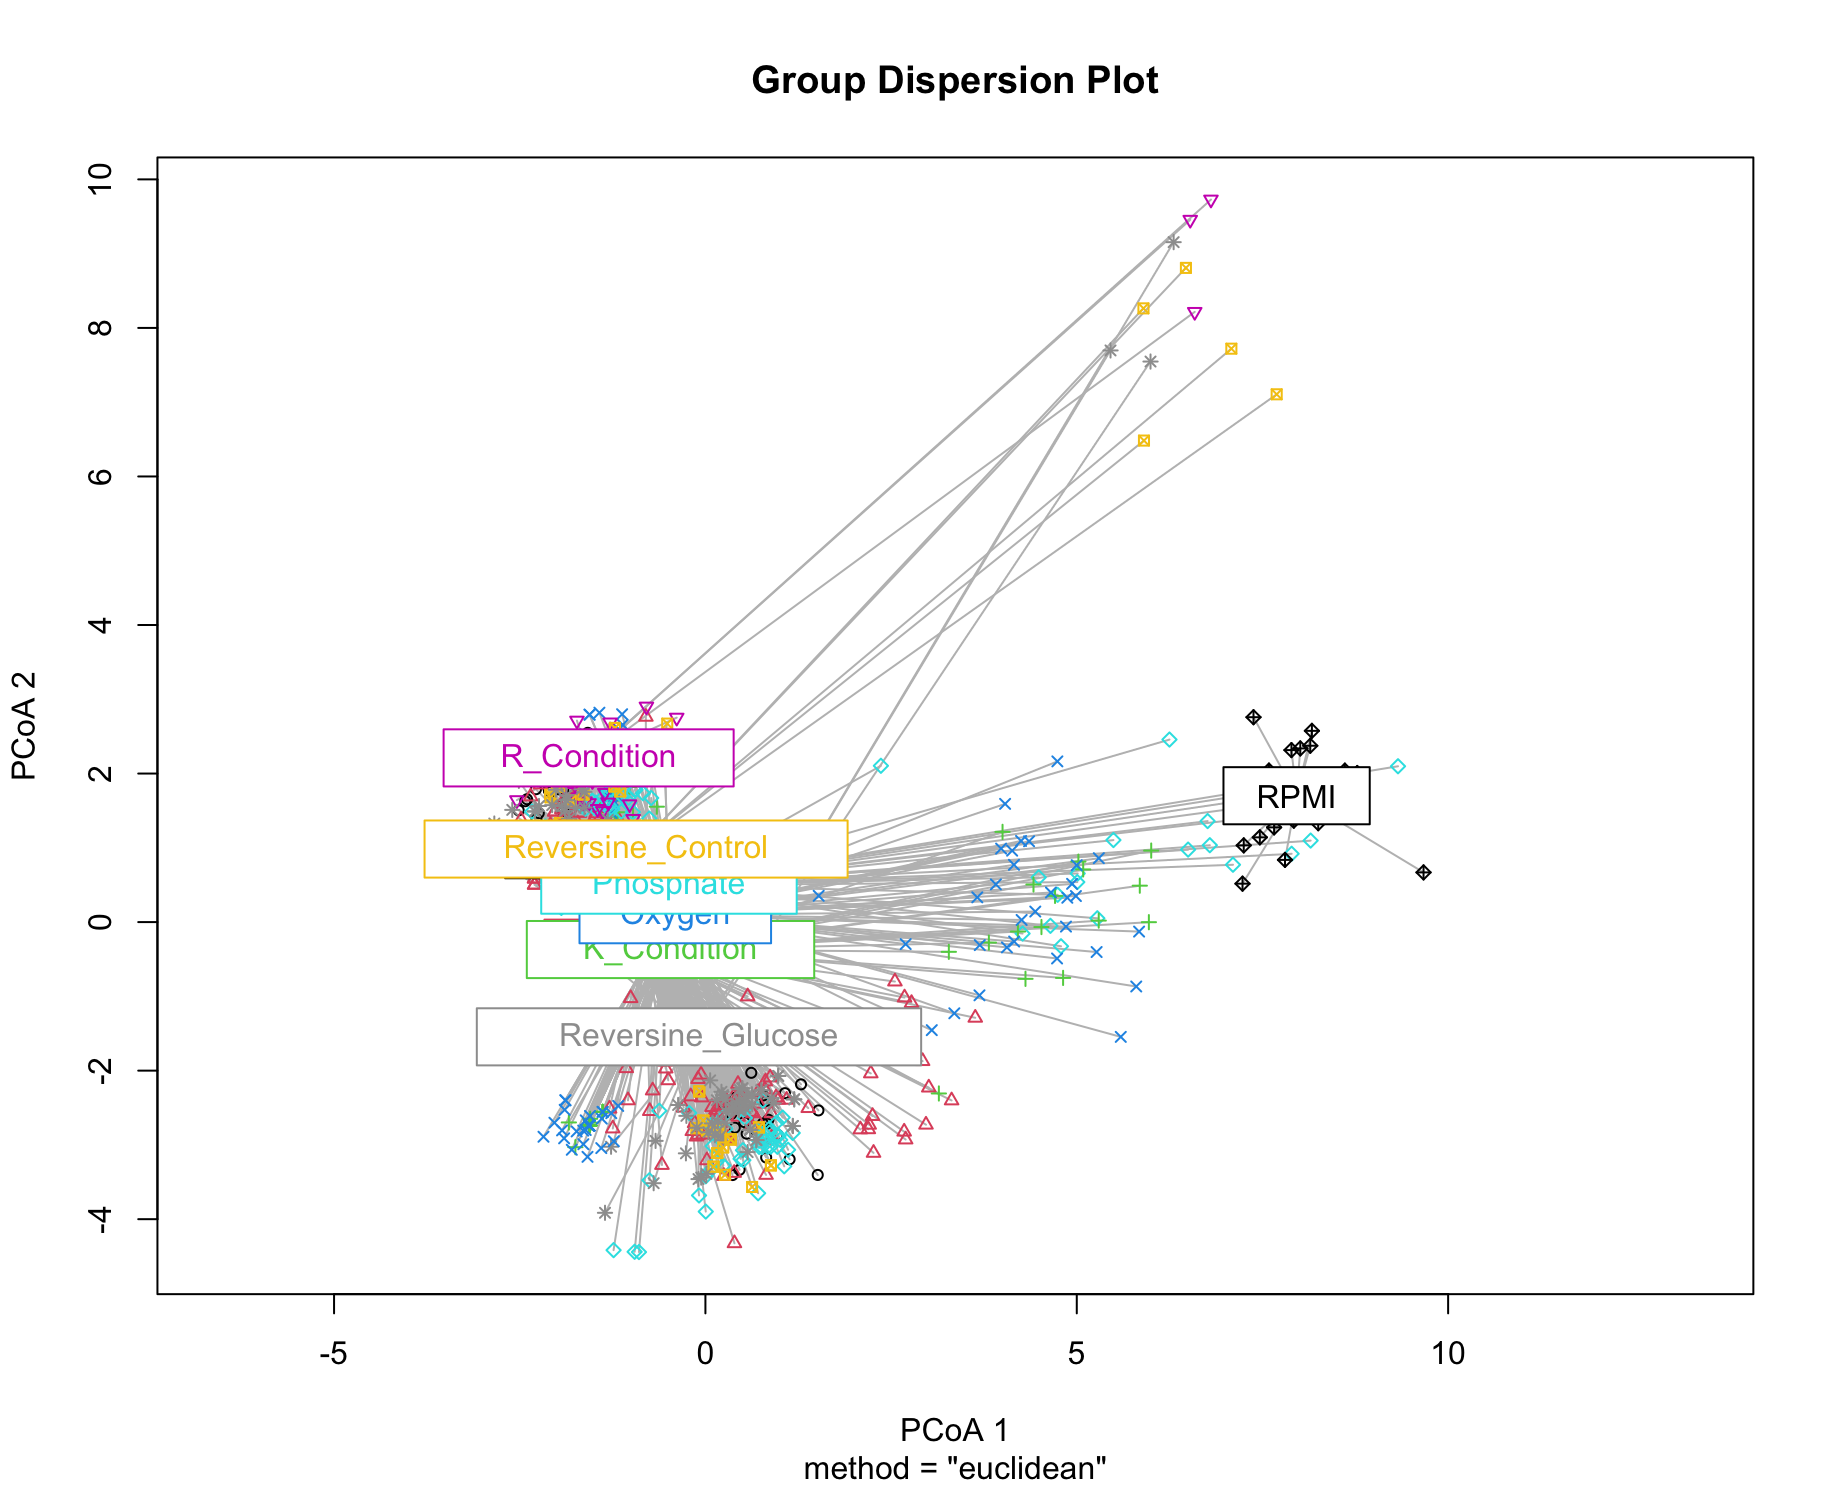 Group Dispersion Plot
PCoA 2
10
8
6
4
2
0
-2
-4
R_Condition
RPMI
Reversine_Control
Phosphate
Oxygen
K_Condition
Reversine_Glucose
-5
0
5
10
PCoA 1
method = "euclidean"